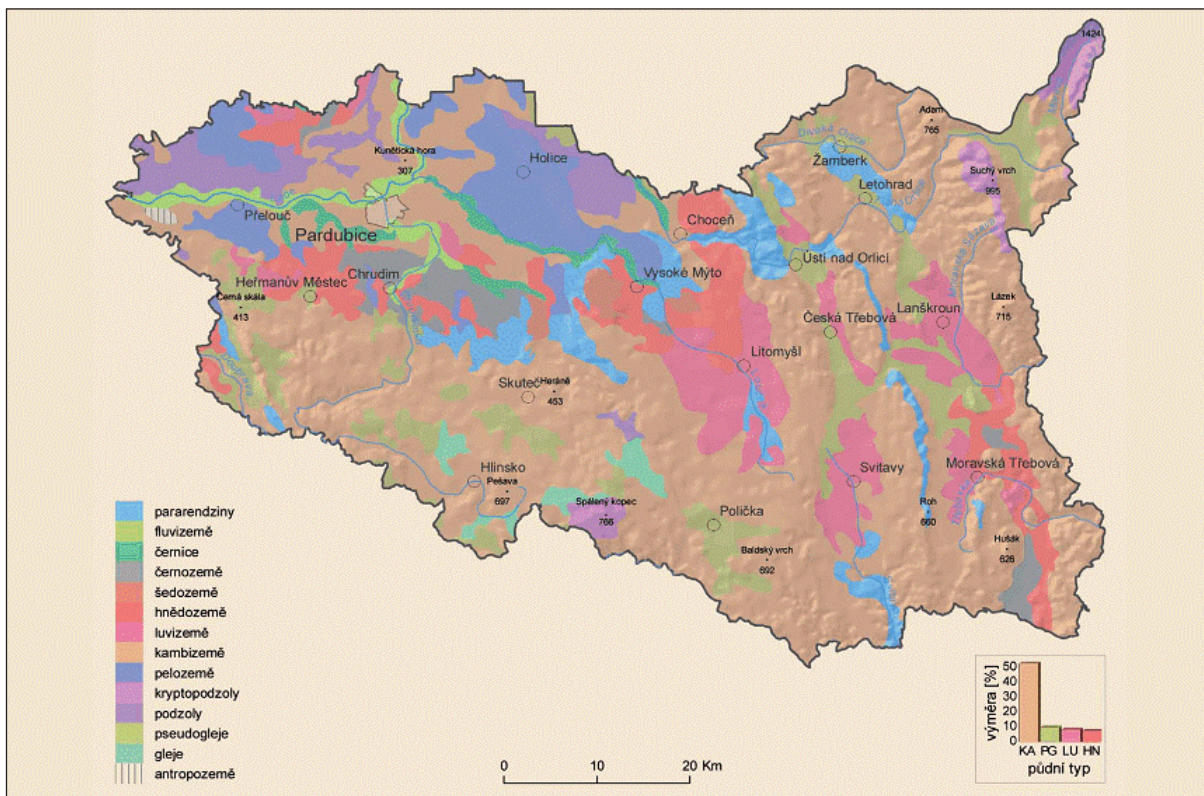 1424
Adam
765
Divoká Orlice
Kunětická hora
307
Holice
Žamberk
Suchý vrch
995
Letohrad
Přelouč
Choceň
Pardubice
Ústí nad Orlicí
Vysoké Mýto
Chrudim
Heřmanův Městec
Černá skála
413
Lázek
715
Lanškroun
Česká Třebová
Moravská Sázava
Litomyšl
Doubrava
Skuteč
Heráně
453
Hlinsko
Pešava
697
Svitavy
Moravská Třebová
Spálený kopec
766
Roh
660
Polička
Baldský vrch
692
Hušák
626
pararendziny
fluvizemě
černice
černozemě
šedozemě
hnědozemě
luvizemě
kambizemě
pelozemě
kryptopodzoly
podzoly
pseudogleje
gleje
antropozemě
0 10 20 Km
výměra [%]
50
40
30
20
10
0
KA PG LU HN
půdní typ